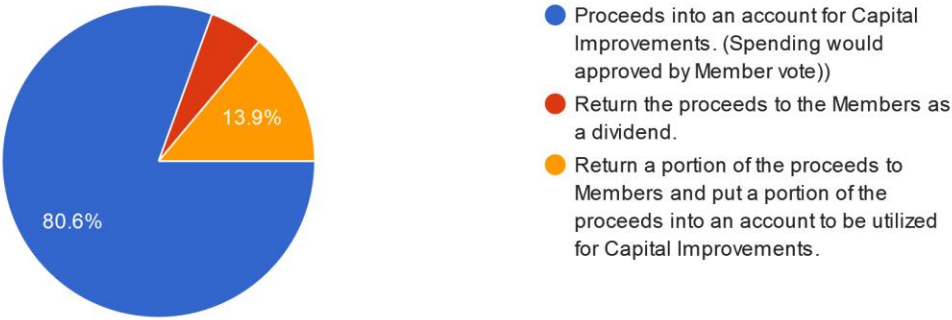 13.9%
80.6%
Proceeds into an account for Capital
Improvements. (Spending would
approved by Member vote))
Return the proceeds to the Members as
a dividend.
Return a portion of the proceeds to
Members and put a portion of the
proceeds into an account to be utilized
for Capital Improvements.